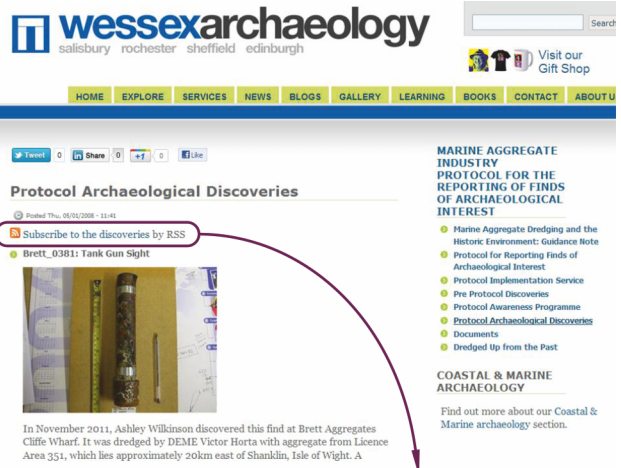 wessexarchaeology
salisbury rochester sheffield edinburgh
Search
Visit our
Gift Shop
HOME EXPLORE SERVICES NEWS BLOGS GALLERY LEARNING BOOKS CONTACT ABOUT U
Tweet 0 Share 0 +1 0 Like
Protocol Archaeological Discoveries
Posted Thu, 05/01/2008 - 11:41
Subscribe to the discoveries by RSS
Brett_0381: Tank Gun Sight
In November 2011, Ashley Wilkinson discovered this find at Brett Aggregates
Cliffe Wharf. It was dredged by DEME Victor Horta with aggregate from Licence
Area 351, which lies approximately 20km east of Shanklin, Isle of Wight. A
MARINE AGGREGATE
INDUSTRY
PROTOCOL FOR THE
REPORTING OF FINDS
OF ARCHAEOLOGICAL
INTEREST
Marine Aggregate Dredging and the
Historic Environment: Guidance Note
Protocol for Reporting Finds of
Archaeological Interest
Protocol Implementation Service
Pre Protocol Discoveries
Protocol Awareness Programme
Protocol Archaeological Discoveries
Documents
Dredged Up from the Past
COASTAL & MARINE
ARCHAEOLOGY
Find out more about our Coastal &
Marine archaeology section.